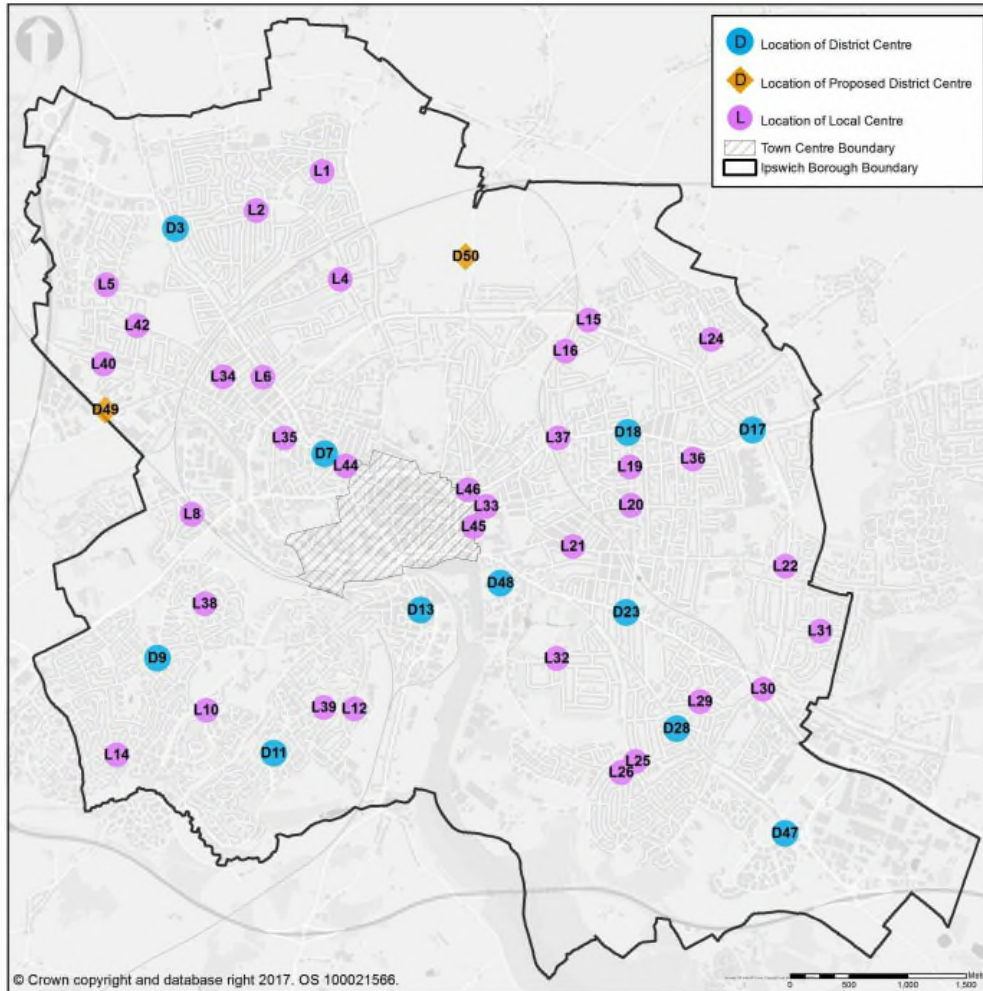 D Location of District Centre
D Location of Proposed District Centre
L Location of Local Centre
Town Centre Boundary
Ipswich Borough Boundary
L1
L2
D3
D50
L4
L5
L15
L42
L24
L16
L40
L34
L6
D49
D18
D17
L35
L37
D7
L36
L44
L19
L46
L20
L33
L8
L45
L21
L22
D48
L38
D13
D23
L31
D9
L32
L30
L29
L10
L39
L12
D28
D11
L14
L25
L26
D47
© Crown copyright and database right 2017. OS 100021566.
0 500 1,000 1,500